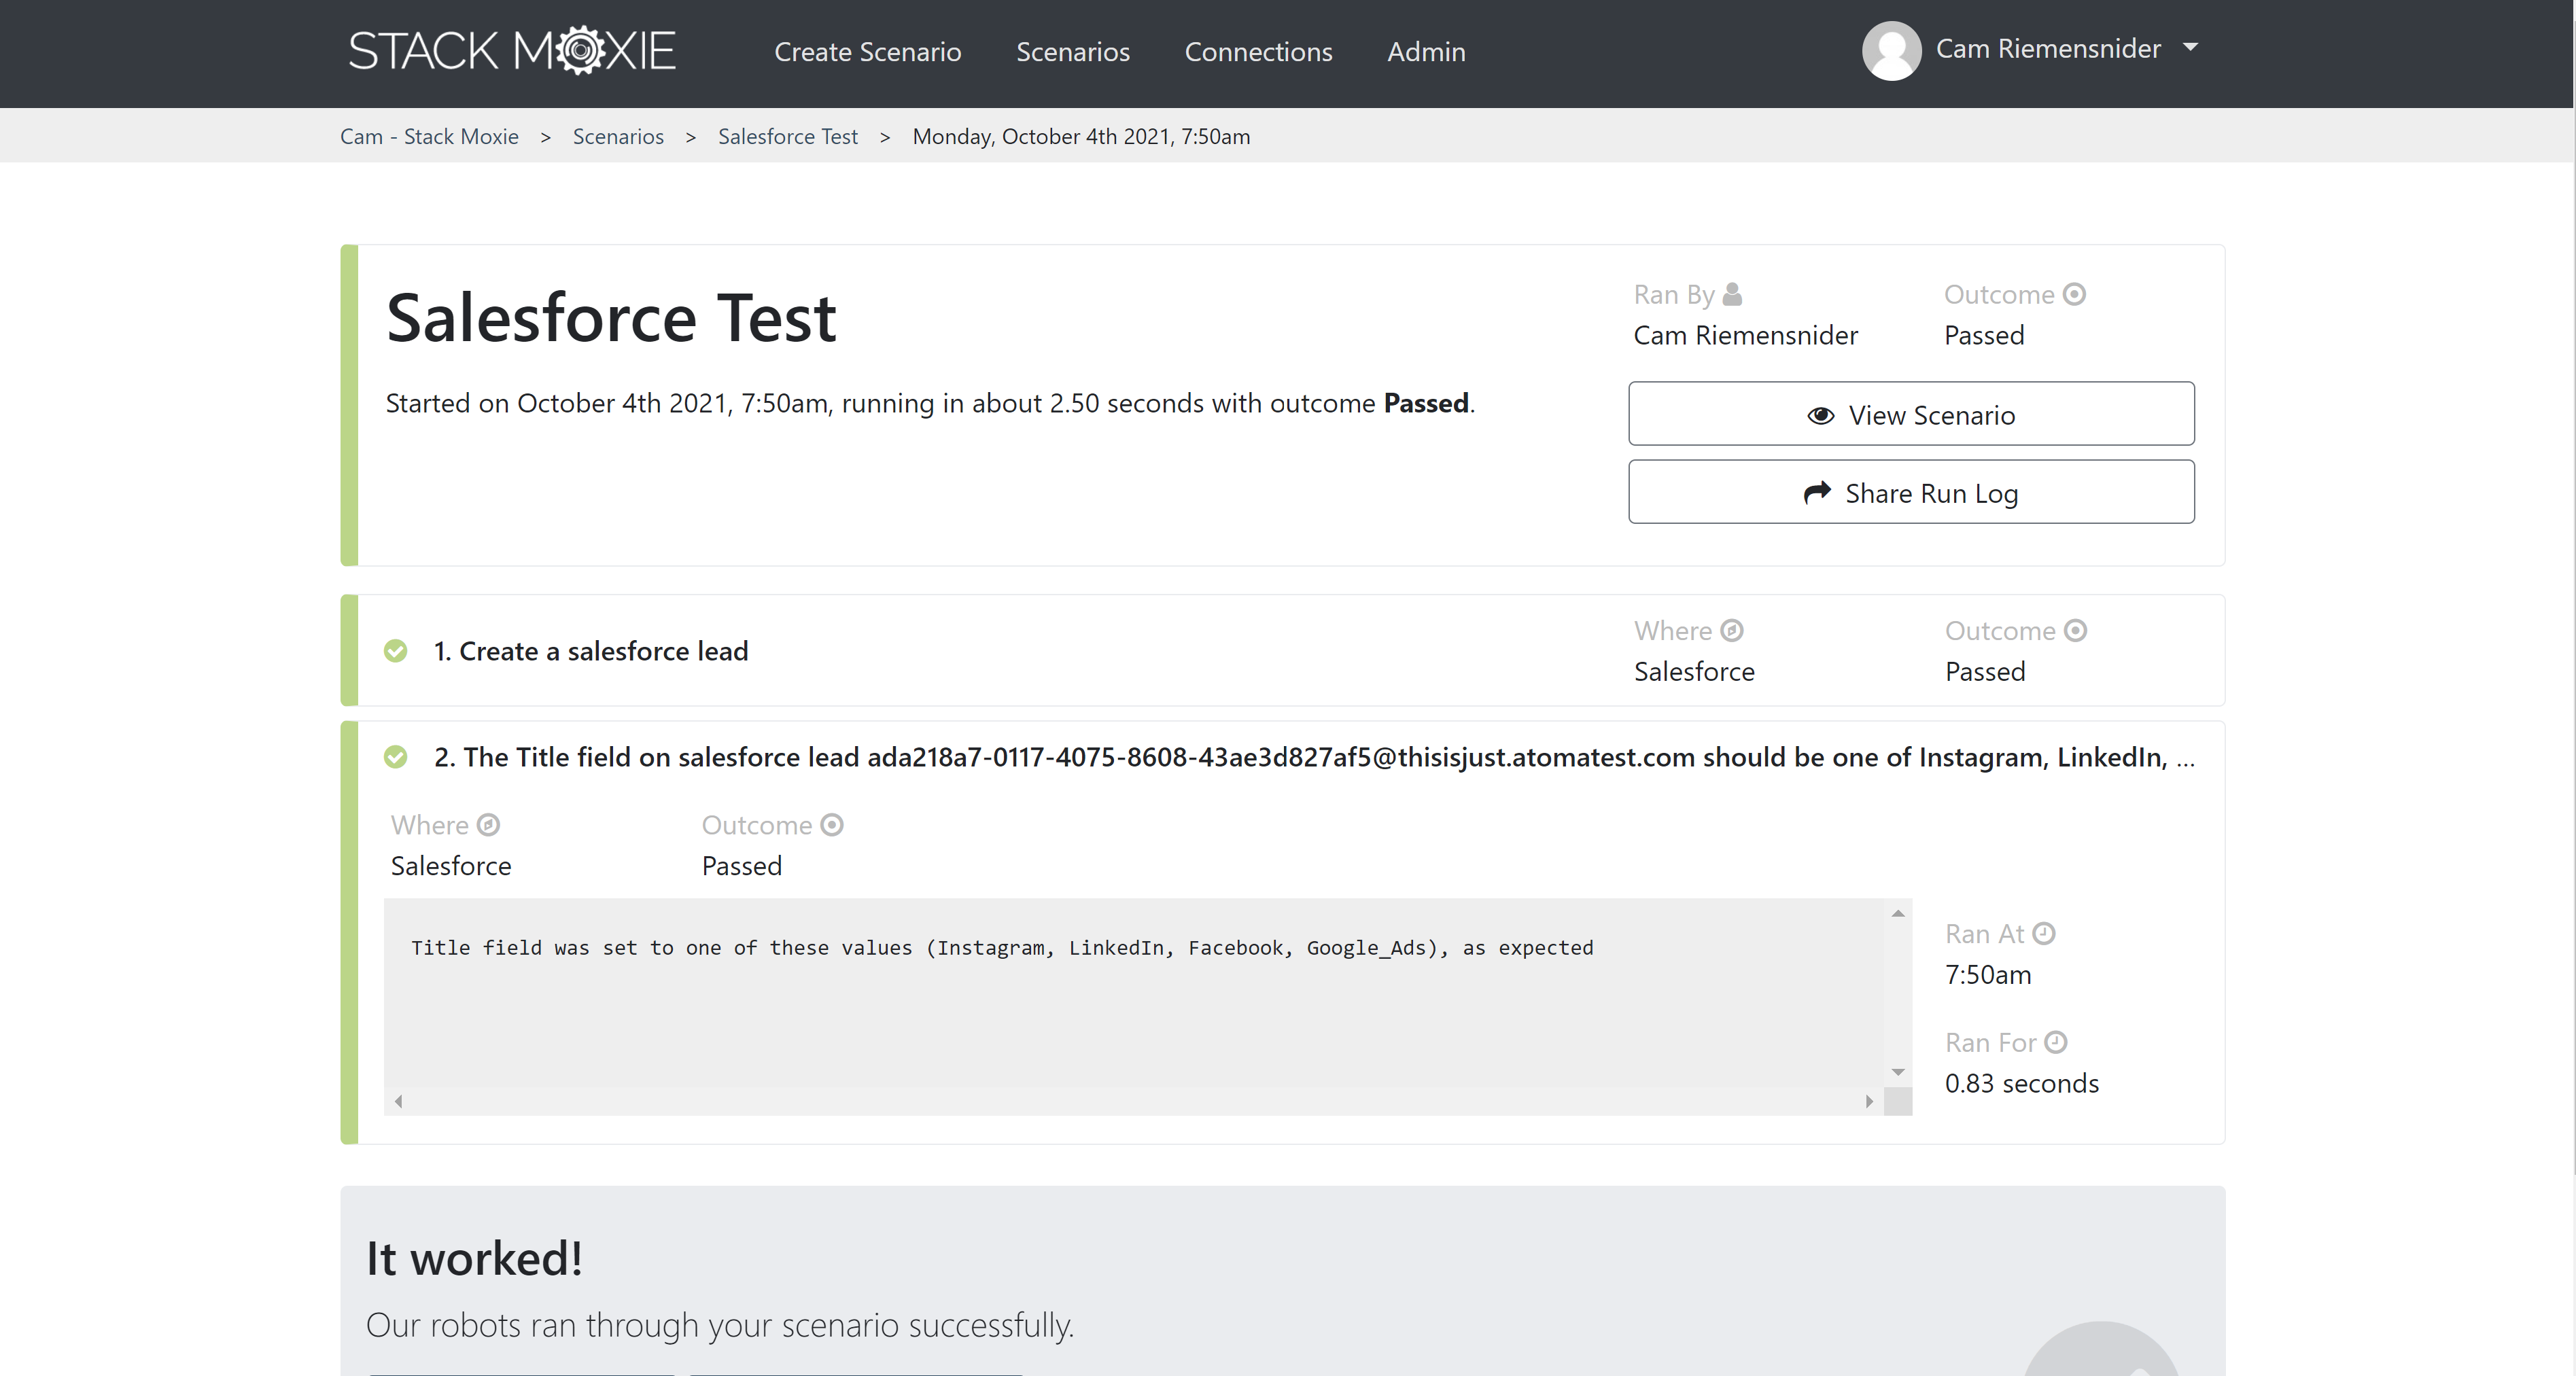 STACK MOXIE
Create Scenario Scenarios Connections Admin
Cam Riemensnider
Cam - Stack Moxie > Scenarios > Salesforce Test > Monday, October 4th 2021, 7:50am
Salesforce Test
Started on October 4th 2021, 7:50am, running in about 2.50 seconds with outcome Passed.
Ran By Outcome
Cam Riemensnider Passed
View Scenario
Share Run Log
1. Create a salesforce lead
Where Outcome
Salesforce Passed
2. The Title field on salesforce lead ada218a7-0117-4075-8608-43ae3d827af5@thisisjust.atomatest.com should be one of Instagram, LinkedIn, ...
Where Outcome
Salesforce Passed
Title field was set to one of these values (Instagram, LinkedIn, Facebook, Google_Ads), as expected
Ran At
7:50am
Ran For
0.83 seconds
It worked!
Our robots ran through your scenario successfully.